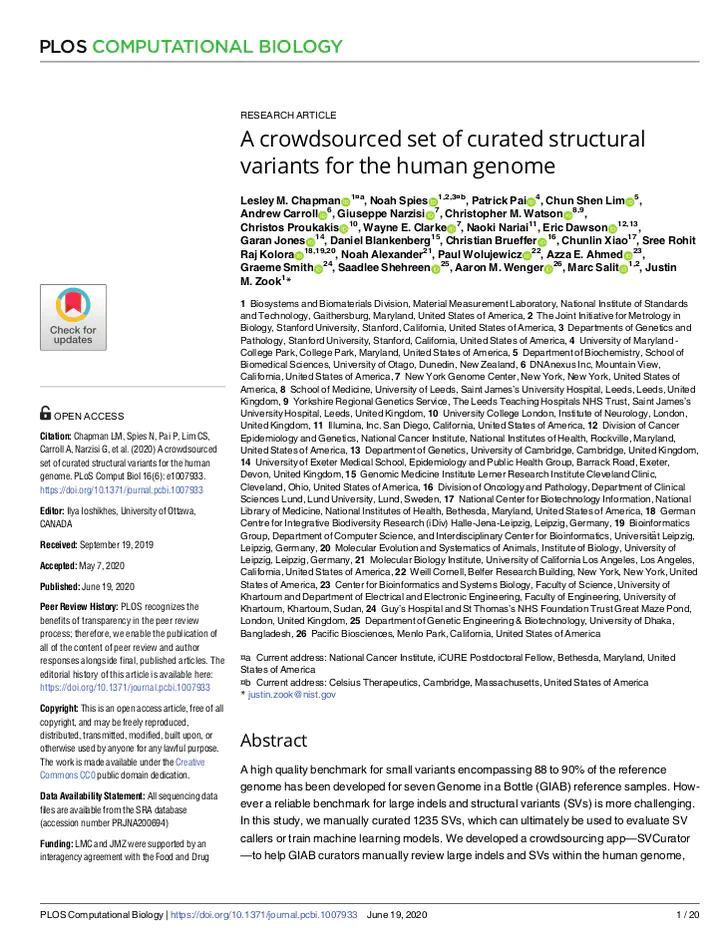 PLOS COMPUTATIONAL BIOLOGY
RESEARCH ARTICLE
A crowdsourced set of curated structural
variants for the human genome
Lesley M. Chapman 1¤a, Noah Spies 1,2,3¤b, Patrick Pai 4, Chun Shen Lim 5,
Andrew Carroll 6, Giuseppe Narzisi 7, Christopher M. Watson 8,9,
Christos Proukakis 10, Wayne E. Clarke 7, Naoki Nariai11, Eric Dawson 12,13,
Garan Jones 14, Daniel Blankenberg15, Christian Brueffer 16, Chunlin Xiao17, Sree Rohit
Raj Kolora 18,19,20, Noah Alexander21, Paul Wolujewicz 22, Azza E. Ahmed 23,
Graeme Smith 24, Saadlee Shehreen 25, Aaron M. Wenger 26, Marc Salit 1,2, Justin
M. Zook1*
1 Biosystems and Biomaterials Division, Material Measurement Laboratory, National Institute of Standards
and Technology, Gaithersburg, Maryland, United States of America, 2 The Joint Initiative for Metrology in
Biology, Stanford University, Stanford, California, United States of America, 3 Departments of Genetics and
Pathology, Stanford University, Stanford, California, United States of America, 4 University of Maryland -
College Park, College Park, Maryland, United States of America, 5 Department of Biochemistry, School of
Biomedical Sciences, University of Otago, Dunedin, New Zealand, 6 DNAnexus Inc, Mountain View,
California, United States of America, 7 New York Genome Center, New York, New York, United States of
America, 8 School of Medicine, University of Leeds, Saint James's University Hospital, Leeds, Leeds, United
Kingdom, 9 Yorkshire Regional Genetics Service, The Leeds Teaching Hospitals NHS Trust, Saint James's
University Hospital, Leeds, United Kingdom, 10 University College London, Institute of Neurology, London,
United Kingdom, 11 Illumina, Inc. San Diego, California, United States of America, 12 Division of Cancer
Epidemiology and Genetics, National Cancer Institute, National Institutes of Health, Rockville, Maryland,
United States of America, 13 Department of Genetics, University of Cambridge, Cambridge, United Kingdom,
14 University of Exeter Medical School, Epidemiology and Public Health Group, Barrack Road, Exeter,
Devon, United Kingdom, 15 Genomic Medicine Institute Lerner Research Institute Cleveland Clinic,
Cleveland, Ohio, United States of America, 16 Division of Oncology and Pathology, Department of Clinical
Sciences Lund, Lund University, Lund, Sweden, 17 National Center for Biotechnology Information, National
Library of Medicine, National Institutes of Health, Bethesda, Maryland, United States of America, 18 German
Centre for Integrative Biodiversity Research (iDiv) Halle-Jena-Leipzig, Leipzig, Germany, 19 Bioinformatics
Group, Department of Computer Science, and Interdisciplinary Center for Bioinformatics, Universität Leipzig,
Leipzig, Germany, 20 Molecular Evolution and Systematics of Animals, Institute of Biology, University of
Leipzig, Leipzig, Germany, 21 Molecular Biology Institute, University of California Los Angeles, Los Angeles,
California, United States of America, 22 Weill Cornell, Belfer Research Building, New York, New York, United
States of America, 23 Center for Bioinformatics and Systems Biology, Faculty of Science, University of
Khartoum and Department of Electrical and Electronic Engineering, Faculty of Engineering, University of
Khartoum, Khartoum, Sudan, 24 Guy's Hospital and St Thomas's NHS Foundation Trust Great Maze Pond,
London, United Kingdom, 25 Department of Genetic Engineering & Biotechnology, University of Dhaka,
Bangladesh, 26 Pacific Biosciences, Menlo Park, California, United States of America
¤a Current address: National Cancer Institute, iCURE Postdoctoral Fellow, Bethesda, Maryland, United
States of America
¤b Current address: Celsius Therapeutics, Cambridge, Massachusetts, United States of America
* justin.zook@nist.gov
Check for
updates
OPEN ACCESS
Citation: Chapman LM, Spies N, Pai P, Lim CS,
Carroll A, Narzisi G, et al. (2020) A crowdsourced
set of curated structural variants for the human
genome. PLoS Comput Biol 16(6): e1007933.
https://doi.org/10.1371/journal.pcbi.1007933
Editor: Ilya Ioshikhes, University of Ottawa,
CANADA
Received: September 19, 2019
Accepted: May 7, 2020
Published: June 19, 2020
Peer Review History: PLOS recognizes the
benefits of transparency in the peer review
process; therefore, we enable the publication of
all of the content of peer review and author
responses alongside final, published articles. The
editorial history of this article is available here:
https://doi.org/10.1371/journal.pcbi.1007933
Copyright: This is an open access article, free of all
copyright, and may be freely reproduced,
distributed, transmitted, modified, built upon, or
otherwise used by anyone for any lawful purpose.
The work is made available under the Creative
Commons CC0 public domain dedication.
Data Availability Statement: All sequencing data
files are available from the SRA database
(accession number PRJNA200694)
Funding: LMC and JMZ were supported by an
interagency agreement with the Food and Drug
Abstract
A high quality benchmark for small variants encompassing 88 to 90% of the reference
genome has been developed for seven Genome in a Bottle (GIAB) reference samples. How-
ever a reliable benchmark for large indels and structural variants (SVs) is more challenging.
In this study, we manually curated 1235 SVs, which can ultimately be used to evaluate SV
callers or train machine learning models. We developed a crowdsourcing app—SVCurator
—to help GIAB curators manually review large indels and SVs within the human genome,
PLOS Computational Biology | https://doi.org/10.1371/journal.pcbi.1007933 June 19, 2020 1 / 20